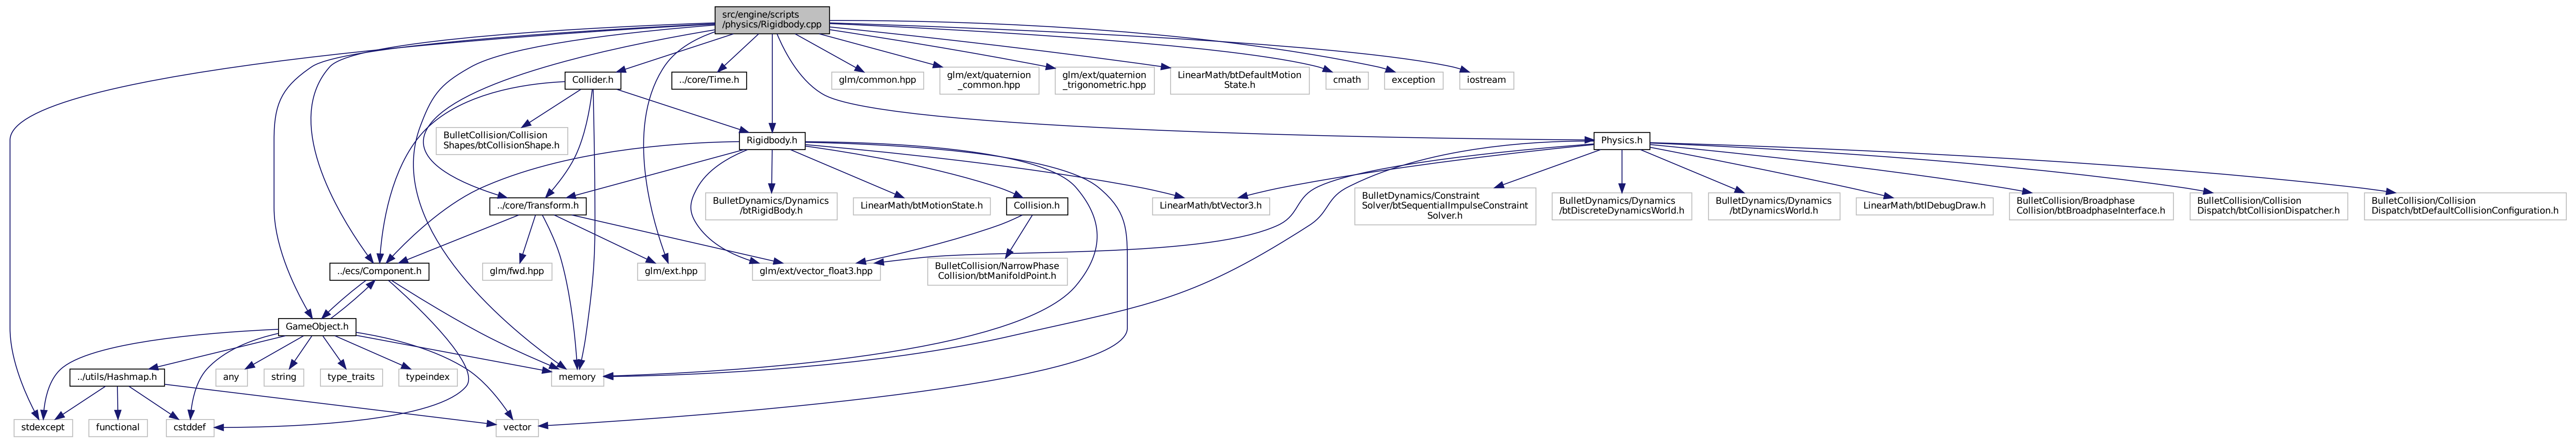 src/engine/scripts
/physics/Rigidbody.cpp
Collider.h
../core/Time.h
glm/common.hpp
glm/ext/quaternion
_common.hpp
glm/ext/quaternion
_trigonometric.hpp
LinearMath/btDefaultMotion
State.h
cmath
exception
iostream
BulletCollision/Collision
Shapes/btCollisionShape.h
Rigidbody.h
Physics.h
../core/Transform.h
BulletDynamics/Dynamics
/btRigidBody.h
LinearMath/btMotionState.h
Collision.h
LinearMath/btVector3.h
BulletDynamics/Constraint
Solver/btSequentialImpulseConstraint
Solver.h
BulletDynamics/Dynamics
/btDiscreteDynamicsWorld.h
BulletDynamics/Dynamics
/btDynamicsWorld.h
LinearMath/btIDebugDraw.h
BulletCollision/Broadphase
Collision/btBroadphaseInterface.h
BulletCollision/Collision
Dispatch/btCollisionDispatcher.h
BulletCollision/Collision
Dispatch/btDefaultCollisionConfiguration.h
../ecs/Component.h
glm/fwd.hpp
glm/ext.hpp
glm/ext/vector_float3.hpp
BulletCollision/NarrowPhase
Collision/btManifoldPoint.h
GameObject.h
../utils/Hashmap.h
any
string
type_traits
typeindex
memory
stdexcept
functional
cstddef
vector